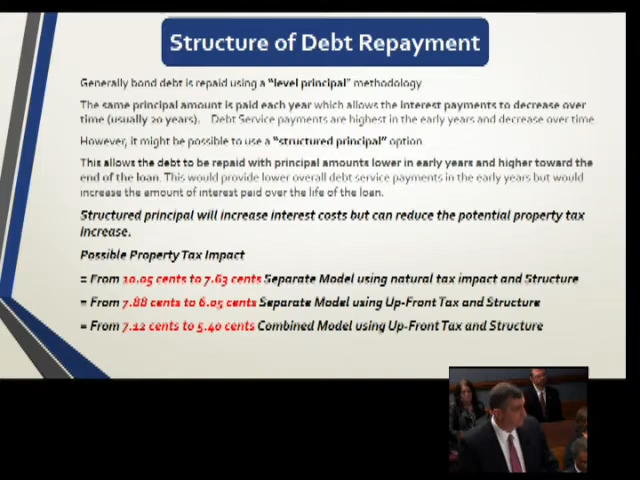 Structure of Debt Repayment
Generally bond debt is repaid using a "level principal" methodology
The same principal amount is paid each year which allows the interest payments to decrease over
time (usually 20 years). Debt Service payments are highest in the early years and decrease over time
However, it might be possible to use a "structured principal" option
This allows the debt to be repaid with principal amounts lower in early years and higher toward the
end of the loan. This would provide lower overall debt service payments in the early years but would
increase the amount of interest paid over the life of the loan.
Structured principal will increase interest costs but can reduce the potential property tax
increase.
Possible Property Tax Impact
= From 10.05 cents to 7.63 cents Separate Model using natural tax impact and Structure
= From 7.88 cents to 6.05 cents Separate Model using Up-Front Tax and Structure
= From 7.12 cents to 5.40 cents Combined Model using Up-Front Tax and Structure